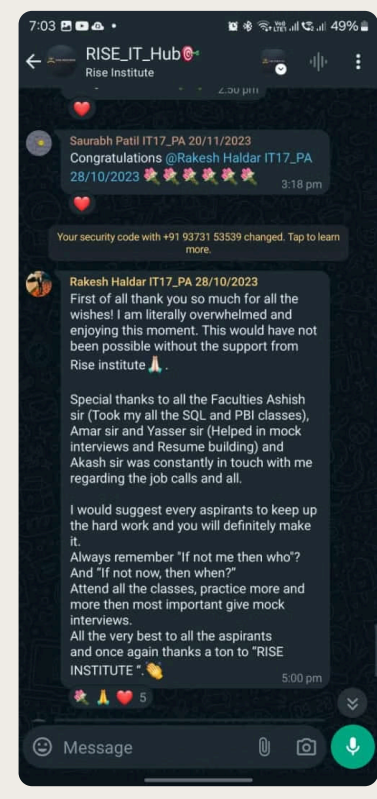 7:03
49%
RISE_IT_Hub
Rise Institute
2:50 pm
Saurabh Patil IT17_PA 20/11/2023
Congratulations @Rakesh Haldar IT17_PA
28/10/2023
3:18 pm
Your security code with +91 93731 53539 changed. Tap to learn
more.
Rakesh Haldar IT17_PA 28/10/2023
First of all thank you so much for all the
wishes! I am literally overwhelmed and
enjoying this moment. This would have not
been possible without the support from
Rise institute 🙏🏻 .
Special thanks to all the Faculties Ashish
sir (Took my all the SQL and PBI classes),
Amar sir and Yasser sir (Helped in mock
interviews and Resume building) and
Akash sir was constantly in touch with me
regarding the job calls and all.
I would suggest every aspirants to keep up
the hard work and you will definitely make
it.
Always remember "If not me then who"?
And "If not now, then when?"
Attend all the classes, practice more and
more then most important give mock
interviews.
All the very best to all the aspirants
and once again thanks a ton to "RISE
INSTITUTE ".👏
5:00 pm
5
Message